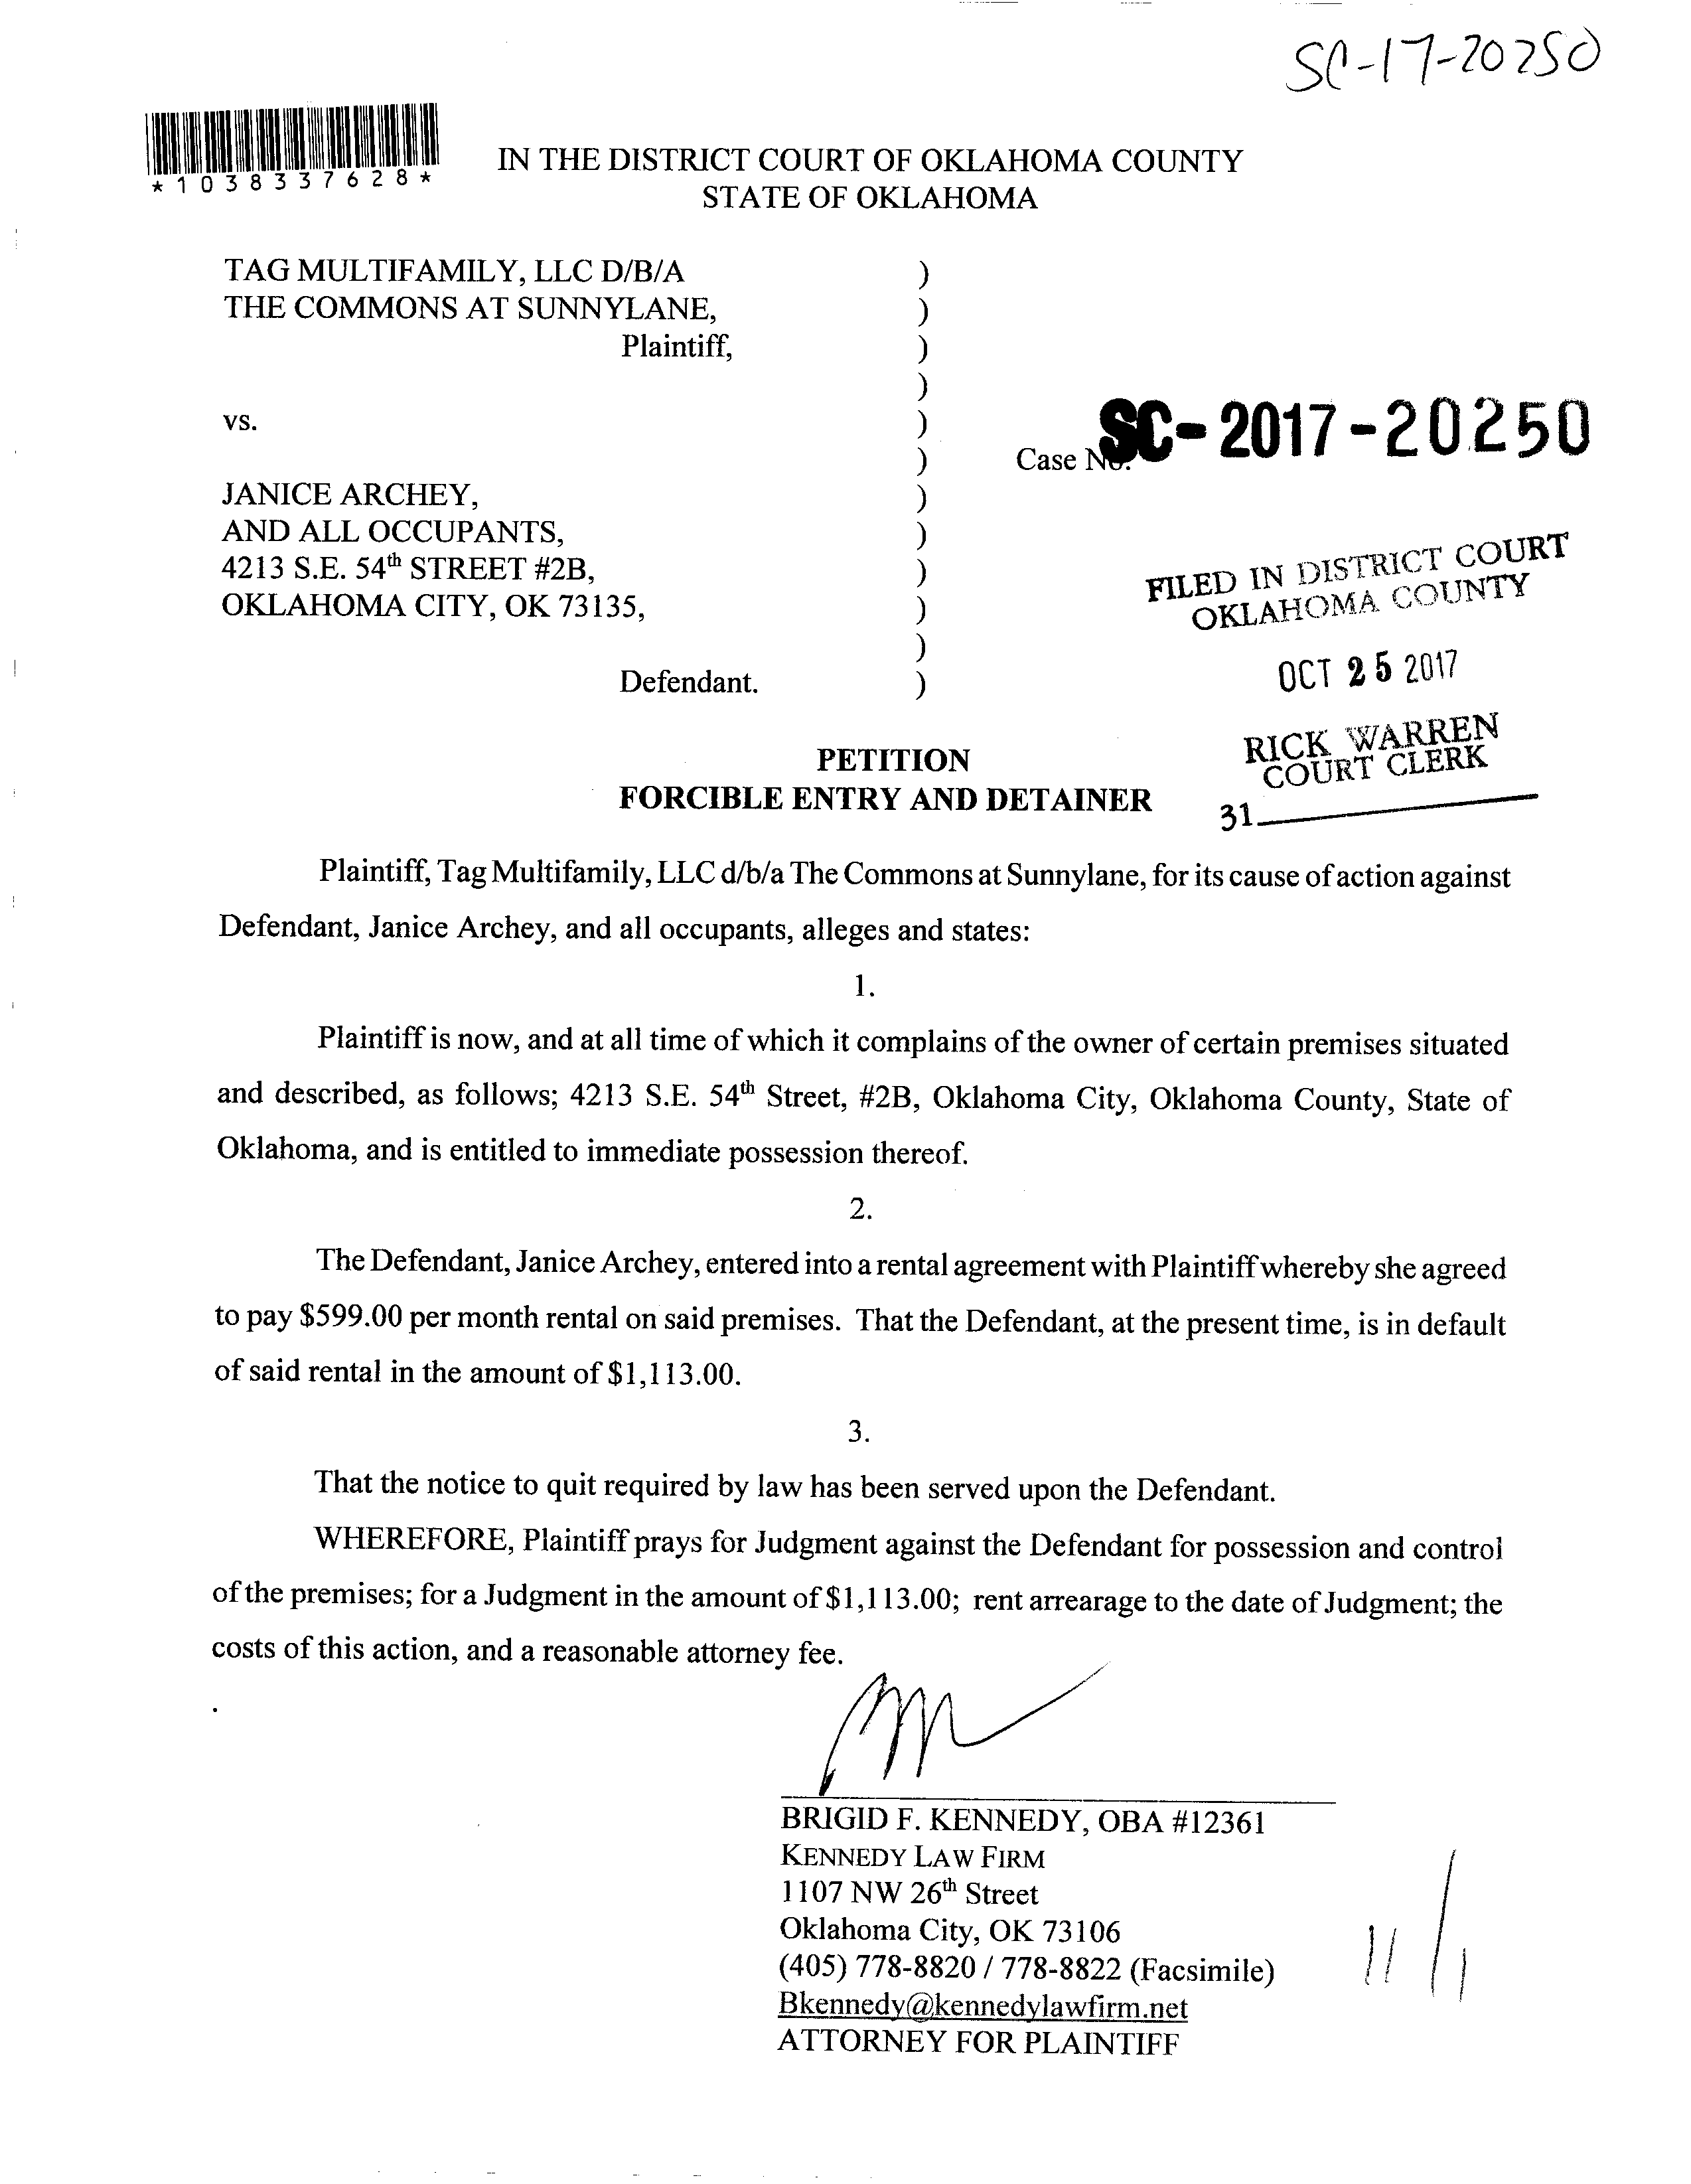 SC-17-20250
*1038337628*
IN THE DISTRICT COURT OF OKLAHOMA COUNTY
STATE OF OKLAHOMA
TAG MULTIFAMILY, LLC D/B/A )
THE COMMONS AT SUNNYLANE, )
Plaintiff, )
)
vs. )
Case No. SC-2017-20250
)
JANICE ARCHEY, )
AND ALL OCCUPANTS, )
4213 S.E. 54th STREET #2B, )
OKLAHOMA CITY, OK 73135, )
)
Defendant. )
FILED IN DISTRICT COURT
OKLAHOMA COUNTY
OCT 25 2017
RICK WARREN
COURT CLERK
31
PETITION
FORCIBLE ENTRY AND DETAINER
Plaintiff, Tag Multifamily, LLC d/b/a The Commons at Sunnylane, for its cause of action against
Defendant, Janice Archey, and all occupants, alleges and states:
1.
Plaintiff is now, and at all time of which it complains of the owner of certain premises situated
and described, as follows; 4213 S.E. 54th Street, #2B, Oklahoma City, Oklahoma County, State of
Oklahoma, and is entitled to immediate possession thereof.
2.
The Defendant, Janice Archey, entered into a rental agreement with Plaintiff whereby she agreed
to pay $599.00 per month rental on said premises. That the Defendant, at the present time, is in default
of said rental in the amount of $1,113.00.
3.
That the notice to quit required by law has been served upon the Defendant.
WHEREFORE, Plaintiff prays for Judgment against the Defendant for possession and control
of the premises; for a Judgment in the amount of $1,113.00; rent arrearage to the date of Judgment; the
costs of this action, and a reasonable attorney fee.
BRIGID F. KENNEDY, OBA #12361
KENNEDY LAW FIRM
1107 NW 26th Street
Oklahoma City, OK 73106
(405) 778-8820 / 778-8822 (Facsimile)
Bkennedy@kennedylawfirm.net
ATTORNEY FOR PLAINTIFF
11/1